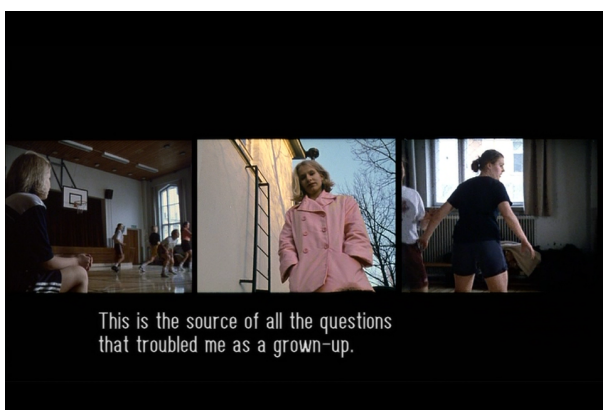 This is the source of all the questions
that troubled me as a grown-up.